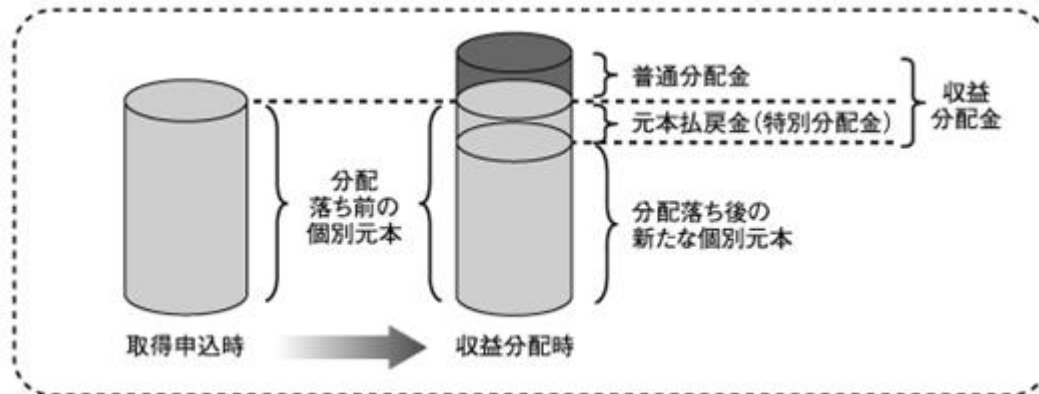 普通分配金
元本払戻金(特別分配金)
収益
分配金
分配
落ち前の
個別元本
分配落ち後の
新たな個別元本
取得申込時
収益分配時